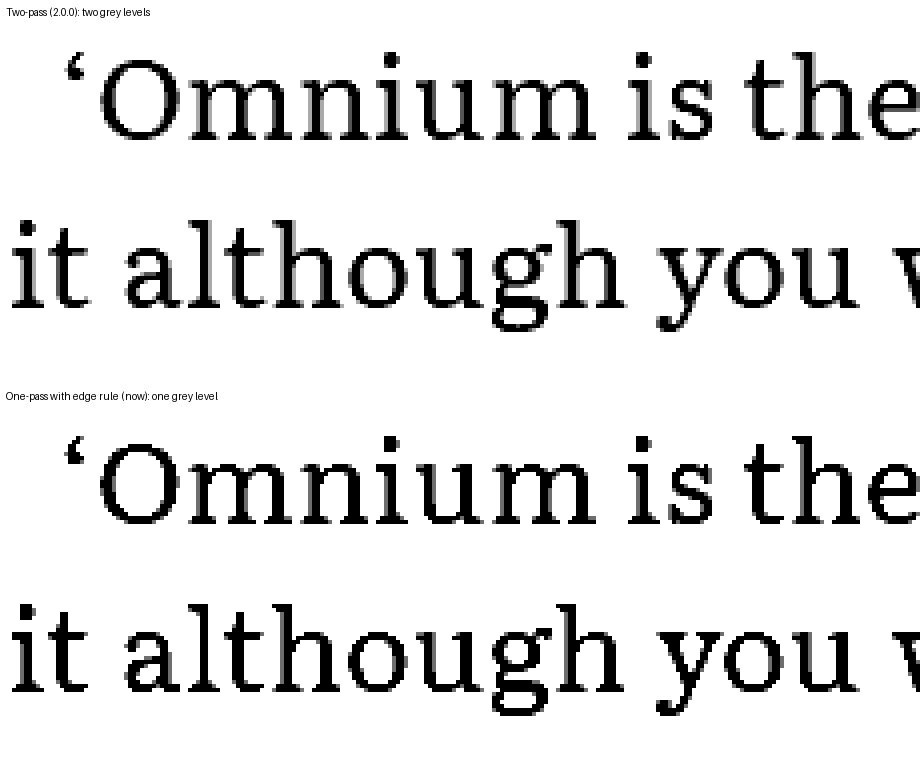 Two-pass (2.0.0): two grey levels
‘Omnium is the
it although you
One-pass with edge rule (now): one grey level
‘Omnium is the
it although you